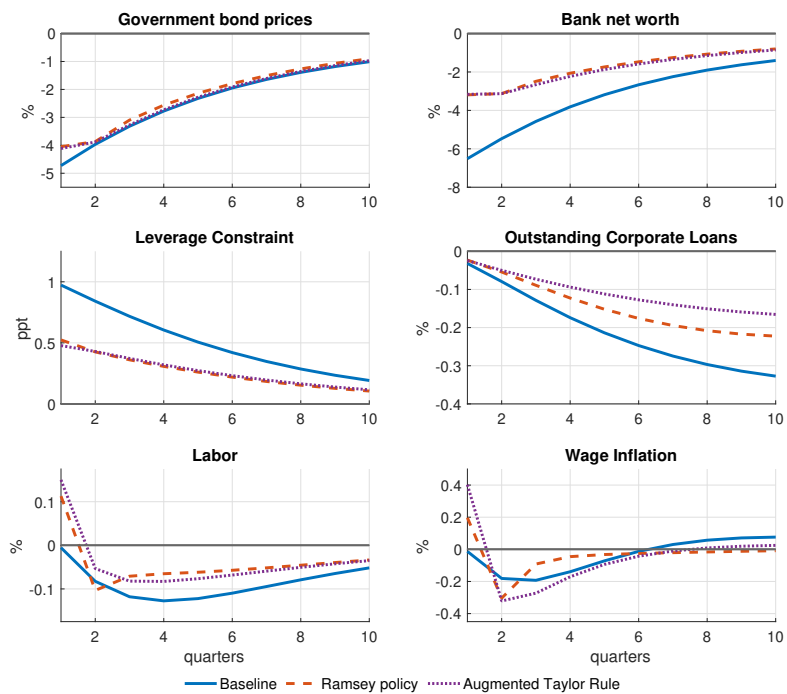 Government bond prices
0
-1
-2
-3
-4
-5
%
2 4 6 8 10
Bank net worth
0
-2
-4
-6
-8
%
2 4 6 8 10
Leverage Constraint
1
0.5
0
ppt
2 4 6 8 10
Outstanding Corporate Loans
0
-0.1
-0.2
-0.3
-0.4
%
2 4 6 8 10
Labor
0.1
0
-0.1
%
2 4 6 8 10
quarters
Wage Inflation
0.4
0.2
0
-0.2
-0.4
%
2 4 6 8 10
quarters
Baseline Ramsey policy Augmented Taylor Rule